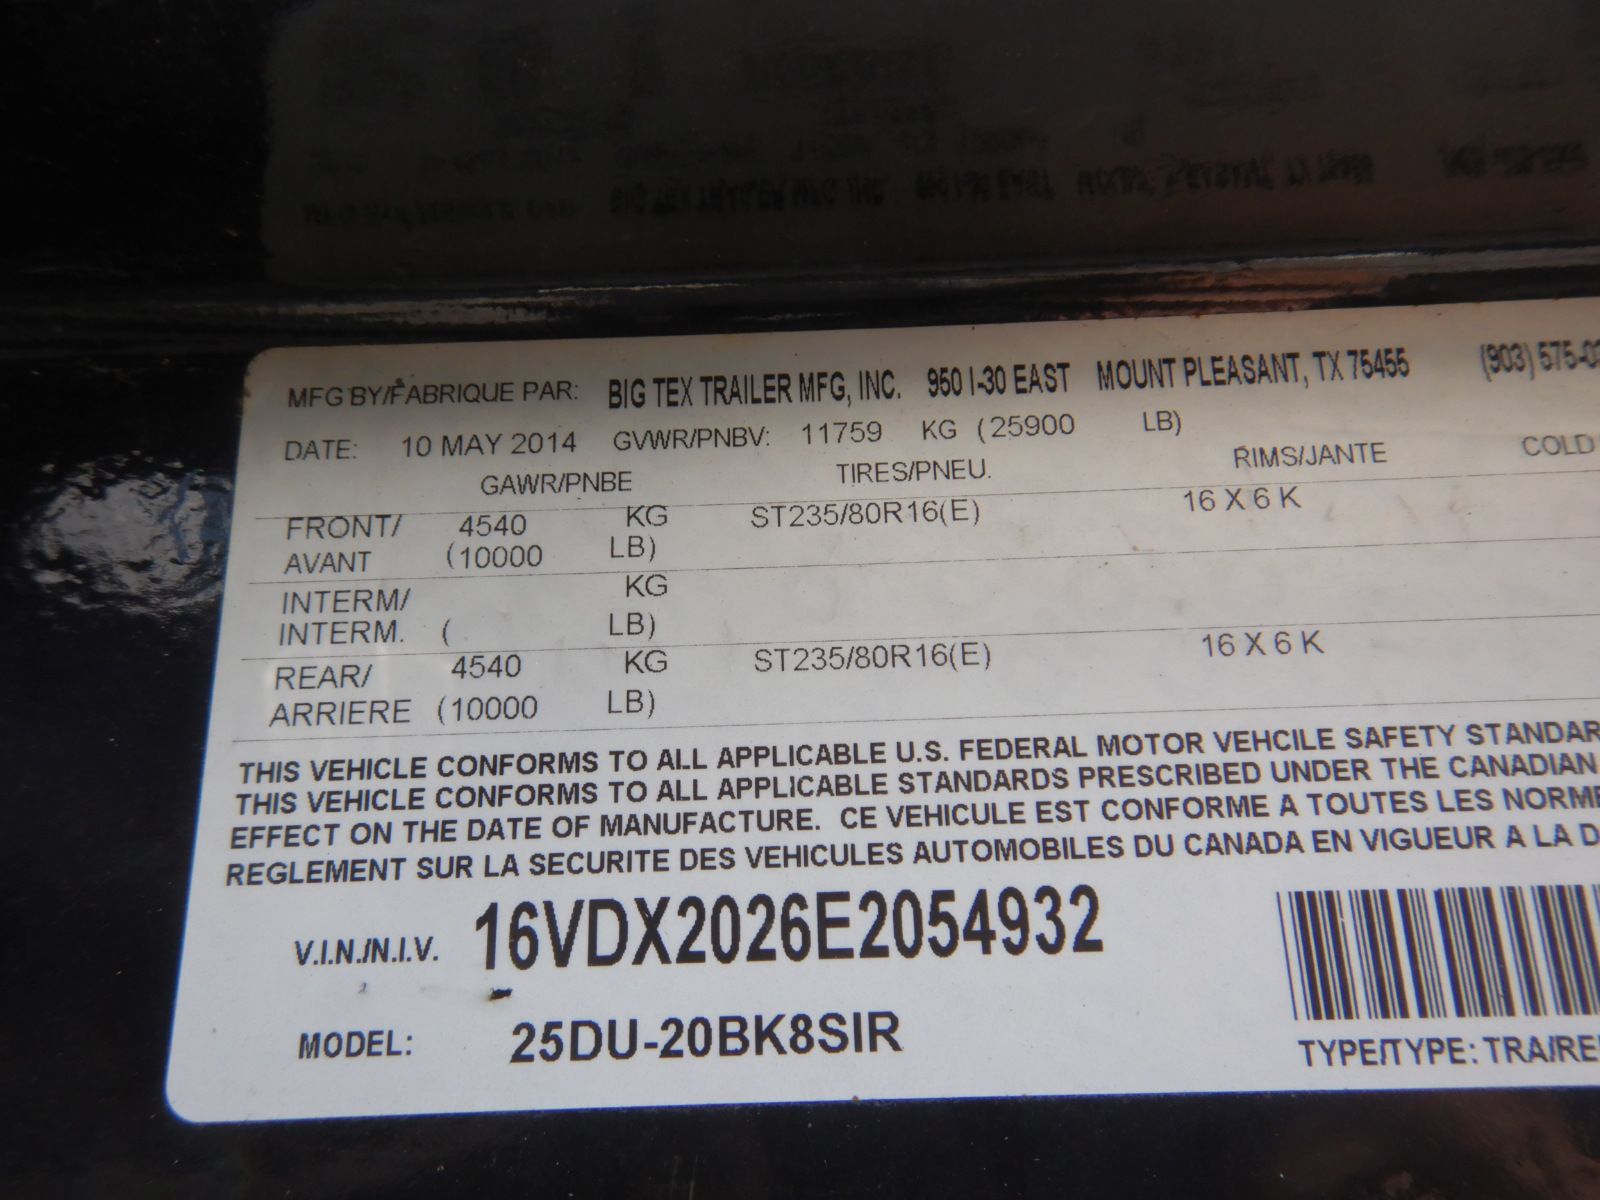 MFG BY/FABRIQUE PAR: BIG TEX TRAILER MFG, INC. 950 I-30 EAST MOUNT PLEASANT, TX 75455 (903)
DATE: 10 MAY 2014 GVWR/PNBV: 11759 KG (25900 LB)
GAWR/PNBE TIRES/PNEU. RIMS/JANTE COLD
FRONT/ 4540 KG ST235/80R16(E) 16 X 6 K
AVANT (10000 LB)
INTERM/ KG
INTERM. ( LB)
REAR/ 4540 KG ST235/80R16(E) 16 X 6 K
ARRIERE (10000 LB)
THIS VEHICLE CONFORMS TO ALL APPLICABLE U.S. FEDERAL MOTOR VEHCILE SAFETY STANDAR
THIS VEHICLE CONFORMS TO ALL APPLICABLE STANDARDS PRESCRIBED UNDER THE CANADIAN
EFFECT ON THE DATE OF MANUFACTURE. CE VEHICULE EST CONFORME A TOUTES LES NORME
REGLEMENT SUR LA SECURITE DES VEHICULES AUTOMOBILES DU CANADA EN VIGUEUR A LA D
V.I.N./N.I.V. 16VDX2026E2054932
MODEL: 25DU-20BK8SIR
TYPE/TYPE: TRA/RE